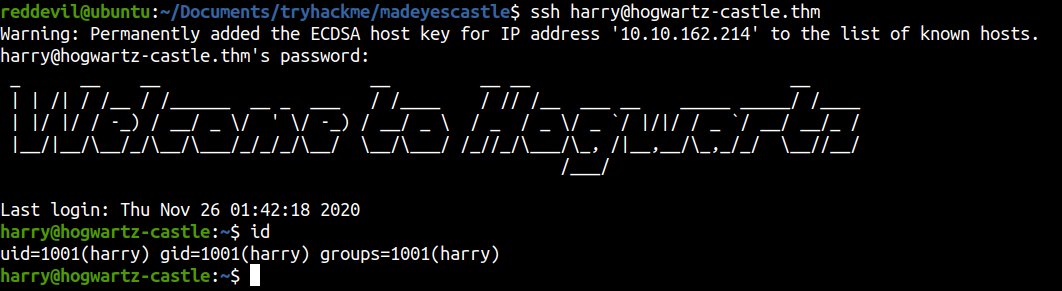 reddevil@ubuntu:~/Documents/tryhackme/madeyescastle$ ssh harry@hogwartz-castle.thm
Warning: Permanently added the ECDSA host key for IP address '10.10.162.214' to the list of known hosts.
harry@hogwartz-castle.thm's password:
Welcome to Hogwartz
Last login: Thu Nov 26 01:42:18 2020
harry@hogwartz-castle:~$ id
uid=1001(harry) gid=1001(harry) groups=1001(harry)
harry@hogwartz-castle:~$